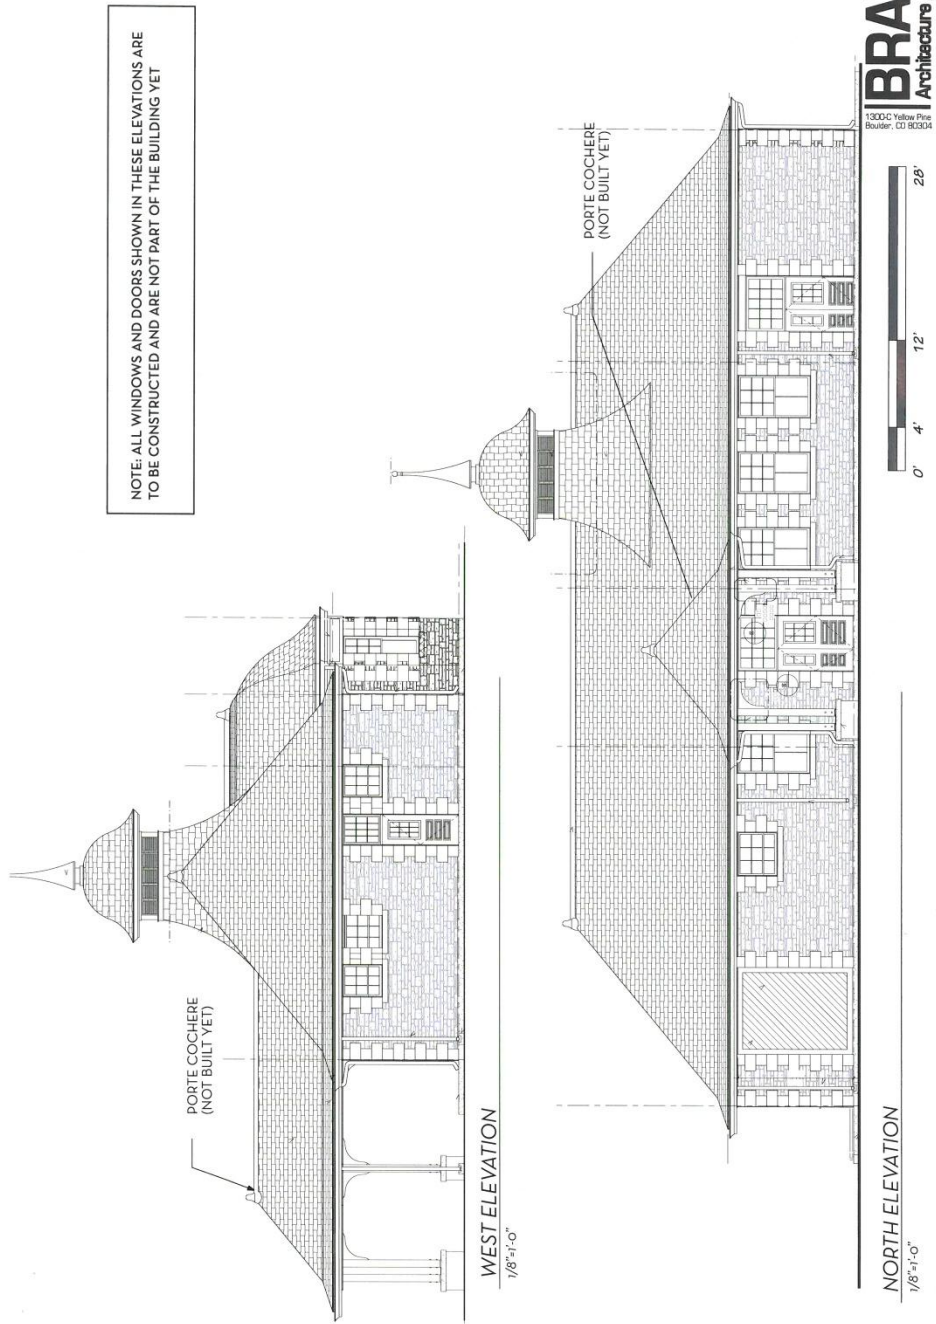 NOTE: ALL WINDOWS AND DOORS SHOWN IN THESE ELEVATIONS ARE
TO BE CONSTRUCTED AND ARE NOT PART OF THE BUILDING YET
PORTE COCHERE
(NOT BUILT YET)
WEST ELEVATION
1/8"=1'-0"
PORTE COCHERE
(NOT BUILT YET)
NORTH ELEVATION
1/8"=1'-0"
0' 4' 12' 28'
BRA
Architecture
1300-C Yellow Pine
Boulder, CO 80304